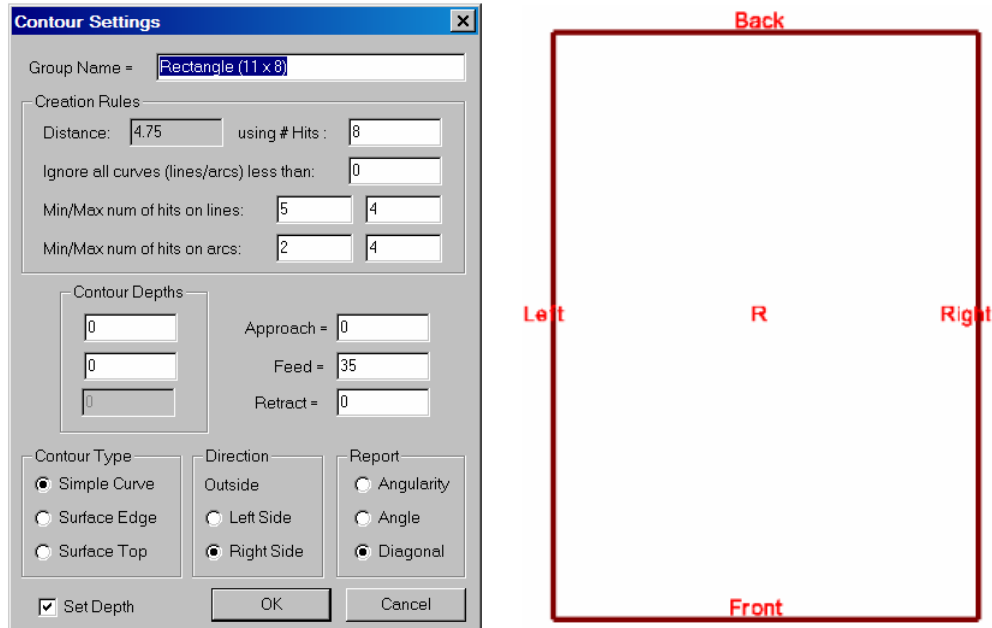 Contour Settings
Group Name = Rectangle (11 x 8)
Creation Rules
Distance: 4.75 using # Hits : 8
Ignore all curves (lines/arcs) less than: 0
Min/Max num of hits on lines: 5 4
Min/Max num of hits on arcs: 2 4
Contour Depths
0 Approach = 0
0 Feed = 35
0 Retract = 0
Contour Type Direction Report
Simple Curve Outside Angularity
Surface Edge Left Side Angle
Surface Top Right Side Diagonal
Set Depth OK Cancel
Back
Left R Right
Front